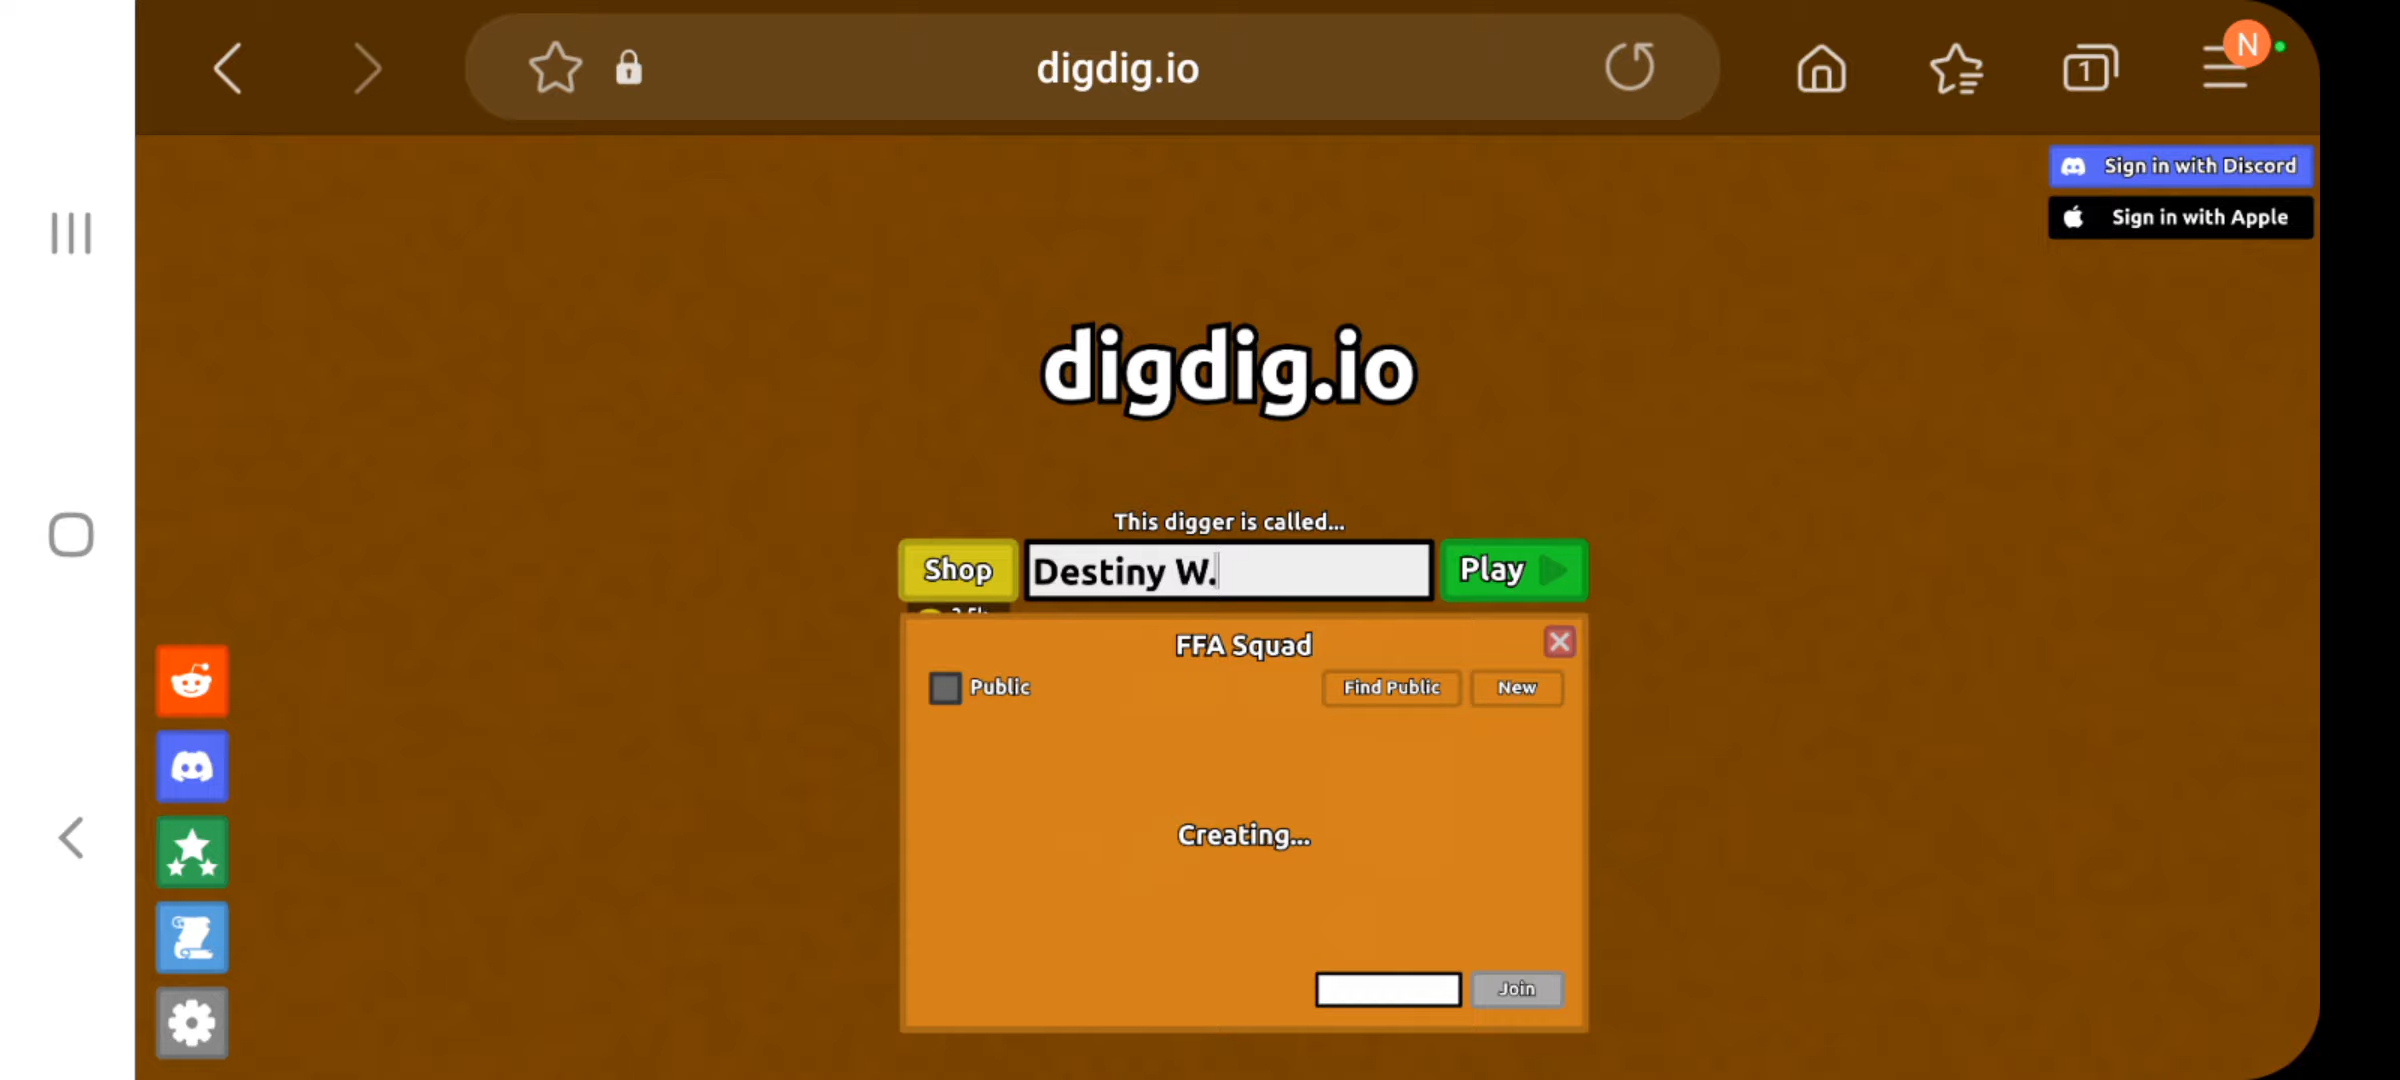 digdig.io
1
N
Sign in with Discord
Sign in with Apple
digdig.io
This digger is called...
Shop
Destiny W.
Play
FFA Squad
Public
Find Public
New
Creating...
Join